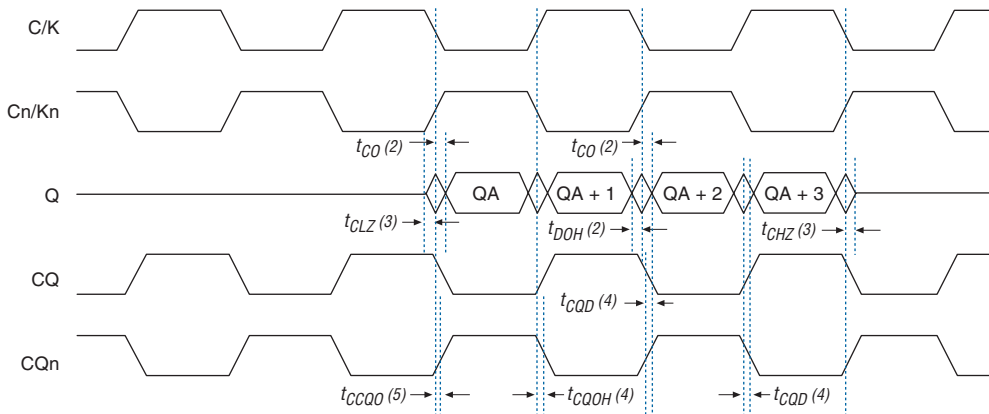 C/K
Cn/Kn
tCO (2) tCO (2)
Q QA QA + 1 QA + 2 QA + 3
tCLZ (3) tDOH (2) tCHZ (3)
CQ
tCQD (4)
CQn
tCCQO (5) tCQOH (4) tCQD (4)